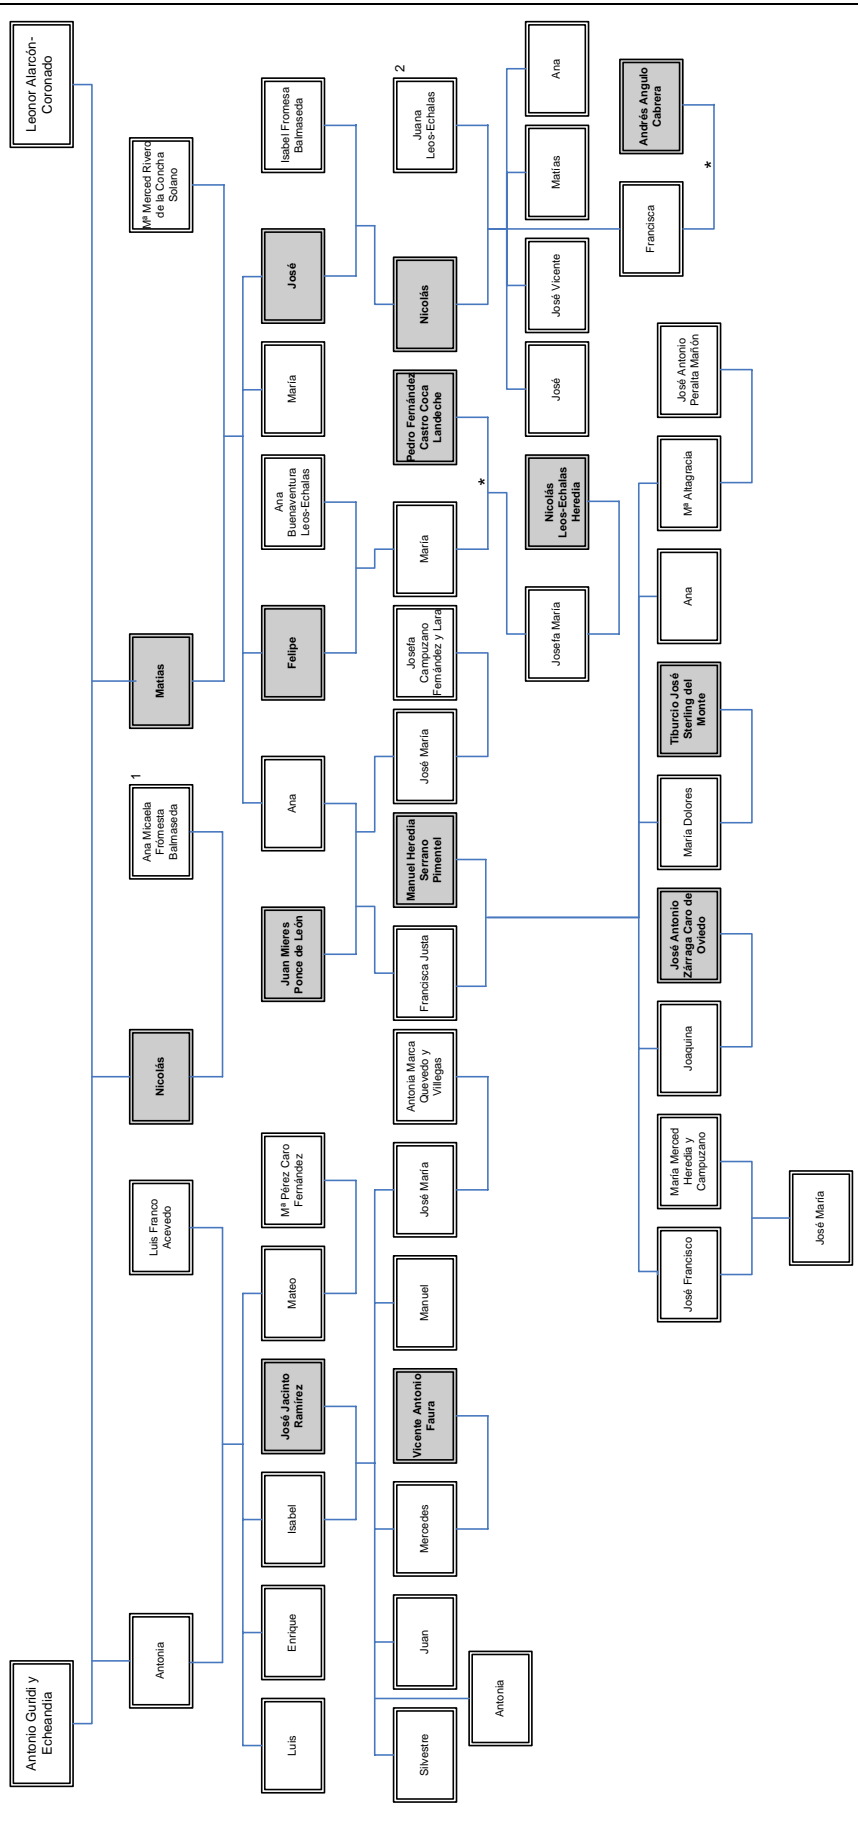 Antonio Guridi y
Echeandia
Leonor Alarcón-
Coronado
Antonia
Luis Franco
Acevedo
Nicolás
Ana Micaela
Frómesta
Balmaseda
1
Matias
Mª Merced Rivero
de la Concha
Solano
Luis
Enrique
Isabel
José Jacinto
Ramírez
Mateo
Mª Pérez Caro
Fernández
Juan Mieres
Ponce de León
Ana
Felipe
Ana
Buenaventura
Leos-Echalas
María
José
Isabel Fromesa
Balmaseda
Silvestre
Juan
Mercedes
Vicente Antonio
Faura
Manuel
José María
Antonia Marca
Quevedo y
Villegas
Francisca Justa
Manuel Heredia
Serrano
Pimentel
José María
Josefa
Campuzano
Fernández y Lara
María
Pedro Fernández
Castro Coca
Landeche
Nicolás
Juana
Leos-Echalas
2
Antonia
*
Josefa María
Nicolás
Leos-Echalas
Heredia
José
José Vicente
Matías
Ana
Francisca
Andrés Angulo
Cabrera
*
José Francisco
María Merced
Heredia y
Campuzano
Joaquina
José Antonio
Zárraga Caro de
Oviedo
María Dolores
Tiburcio José
Sterling del
Monte
Ana
Mª Altagracia
José Antonio
Peralta Mañón
José María